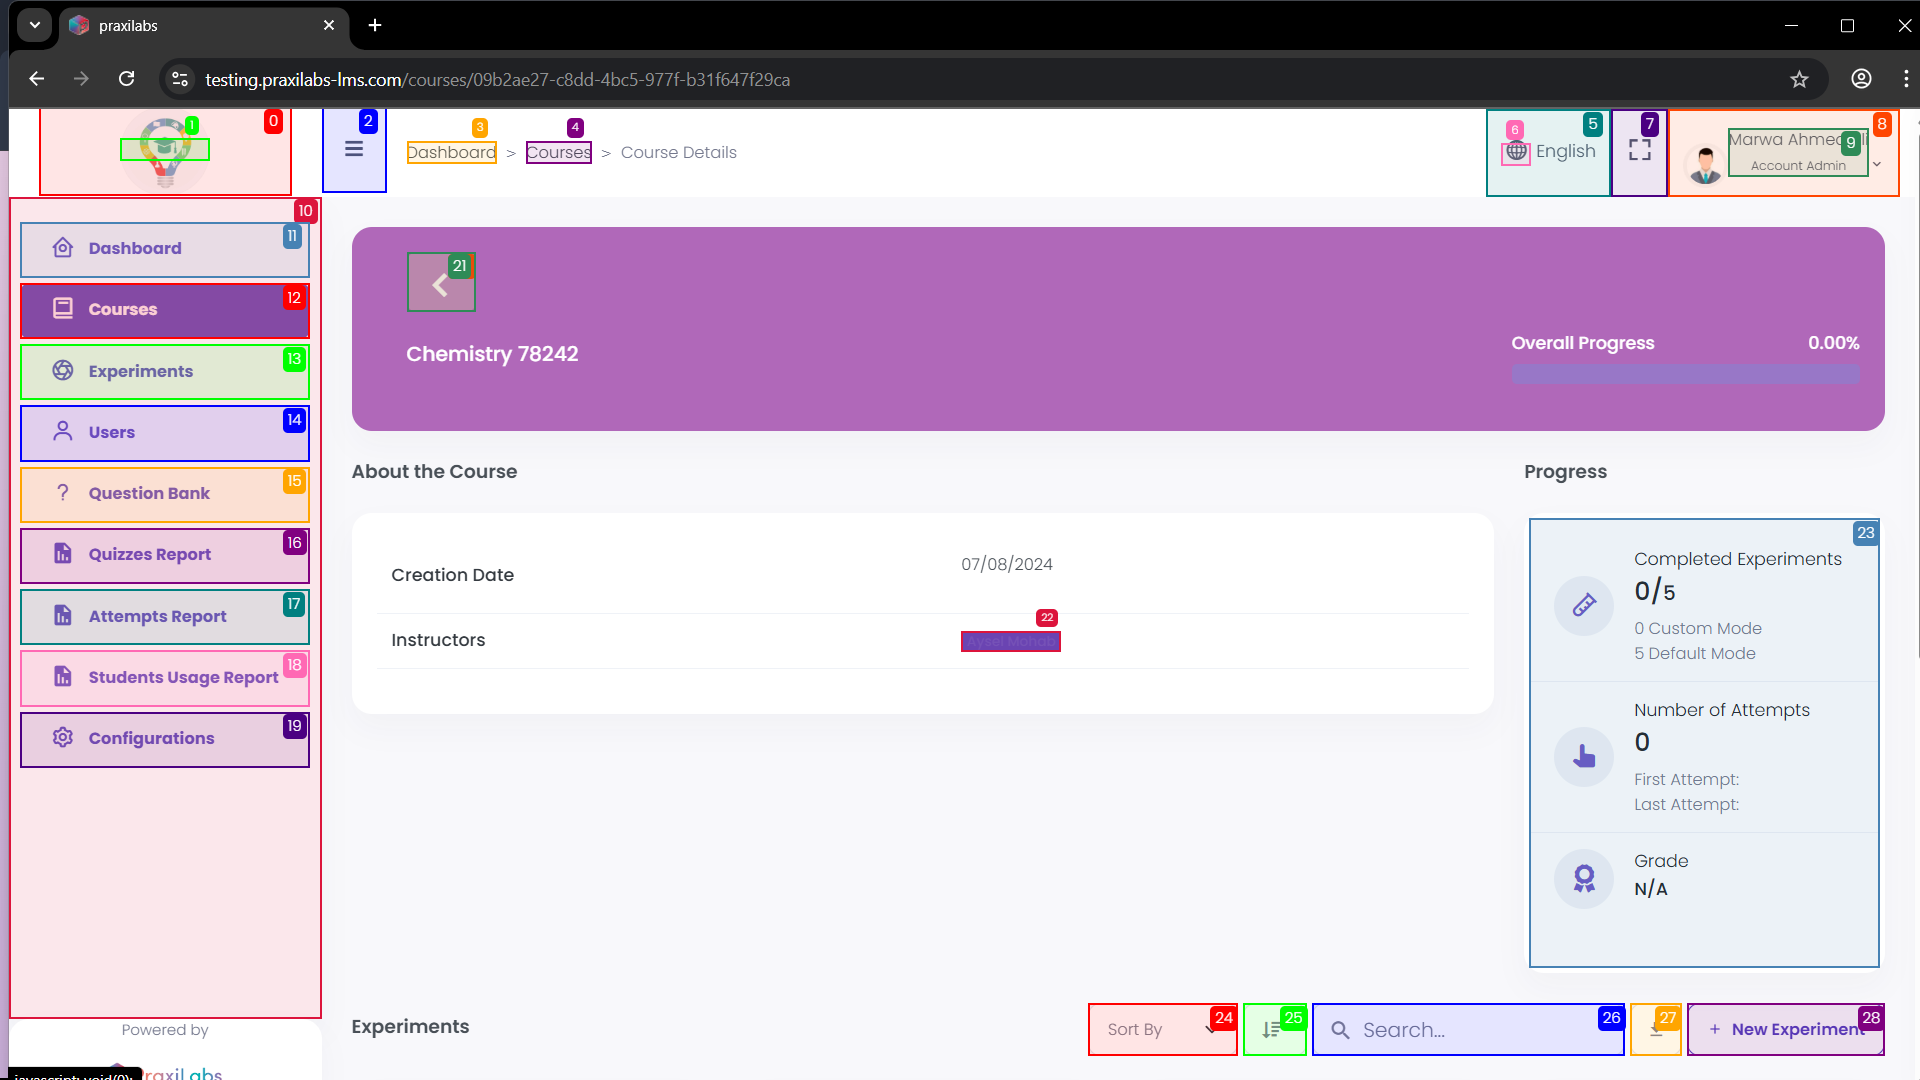 praxilabs
testing.praxilabs-lms.com/courses/09b2ae27-c8dd-4bc5-977f-b31f647f29ca
0
1
2
3
4
5
6
7
8
9
Dashboard > Courses > Course Details
English
Marwa Ahmed
Account Admin
10
11
Dashboard
12
Courses
13
Experiments
14
Users
15
Question Bank
16
Quizzes Report
17
Attempts Report
18
Students Usage Report
19
Configurations
Powered by
PraxiLabs
javascript: void(0);
21
Chemistry 78242
Overall Progress 0.00%
About the Course
Creation Date 07/08/2024
22
Instructors Aysel Mohab
Progress
23
Completed Experiments
0/5
0 Custom Mode
5 Default Mode
Number of Attempts
0
First Attempt:
Last Attempt:
Grade
N/A
Experiments
24
Sort By
25
26
Search...
27
28
+ New Experiment